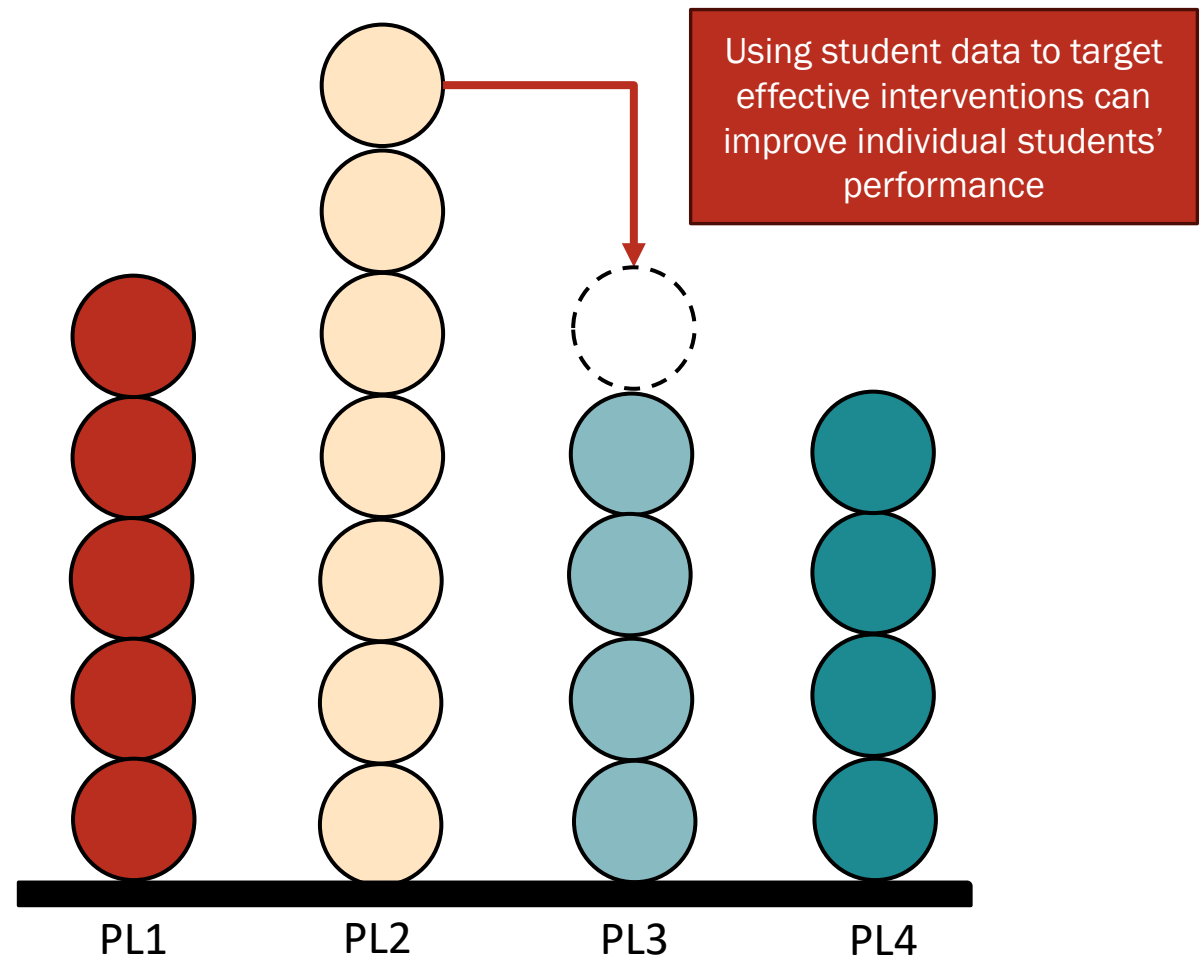 Using student data to target
effective interventions can
improve individual students’
performance
PL1 PL2 PL3 PL4